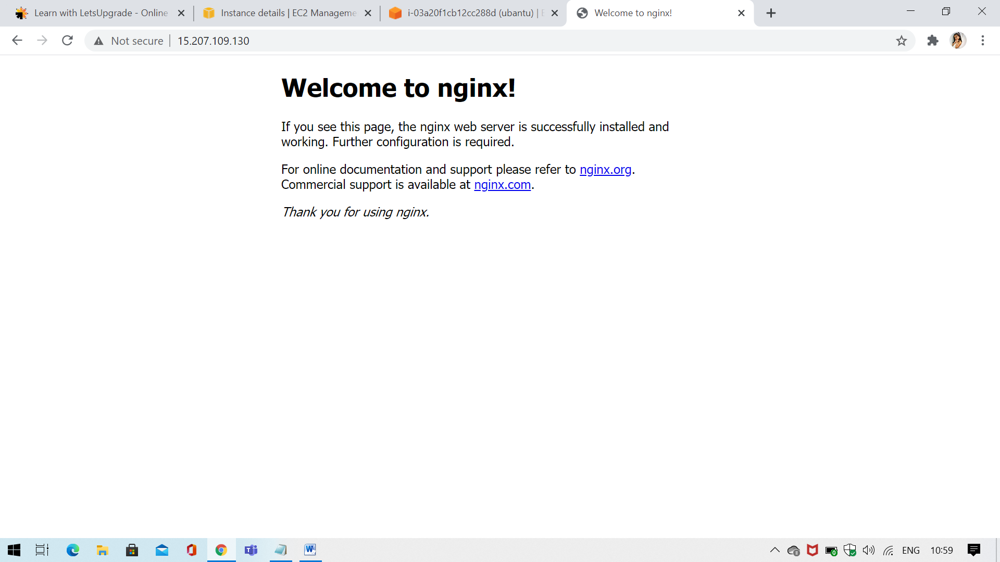 Learn with LetsUpgrade - Online
Instance details | EC2 Manageme
i-03a20f1cb12cc288d (ubantu) | E
Welcome to nginx!
Not secure
15.207.109.130
Welcome to nginx!
If you see this page, the nginx web server is successfully installed and
working. Further configuration is required.
For online documentation and support please refer to nginx.org.
Commercial support is available at nginx.com.
Thank you for using nginx.
ENG
10:59